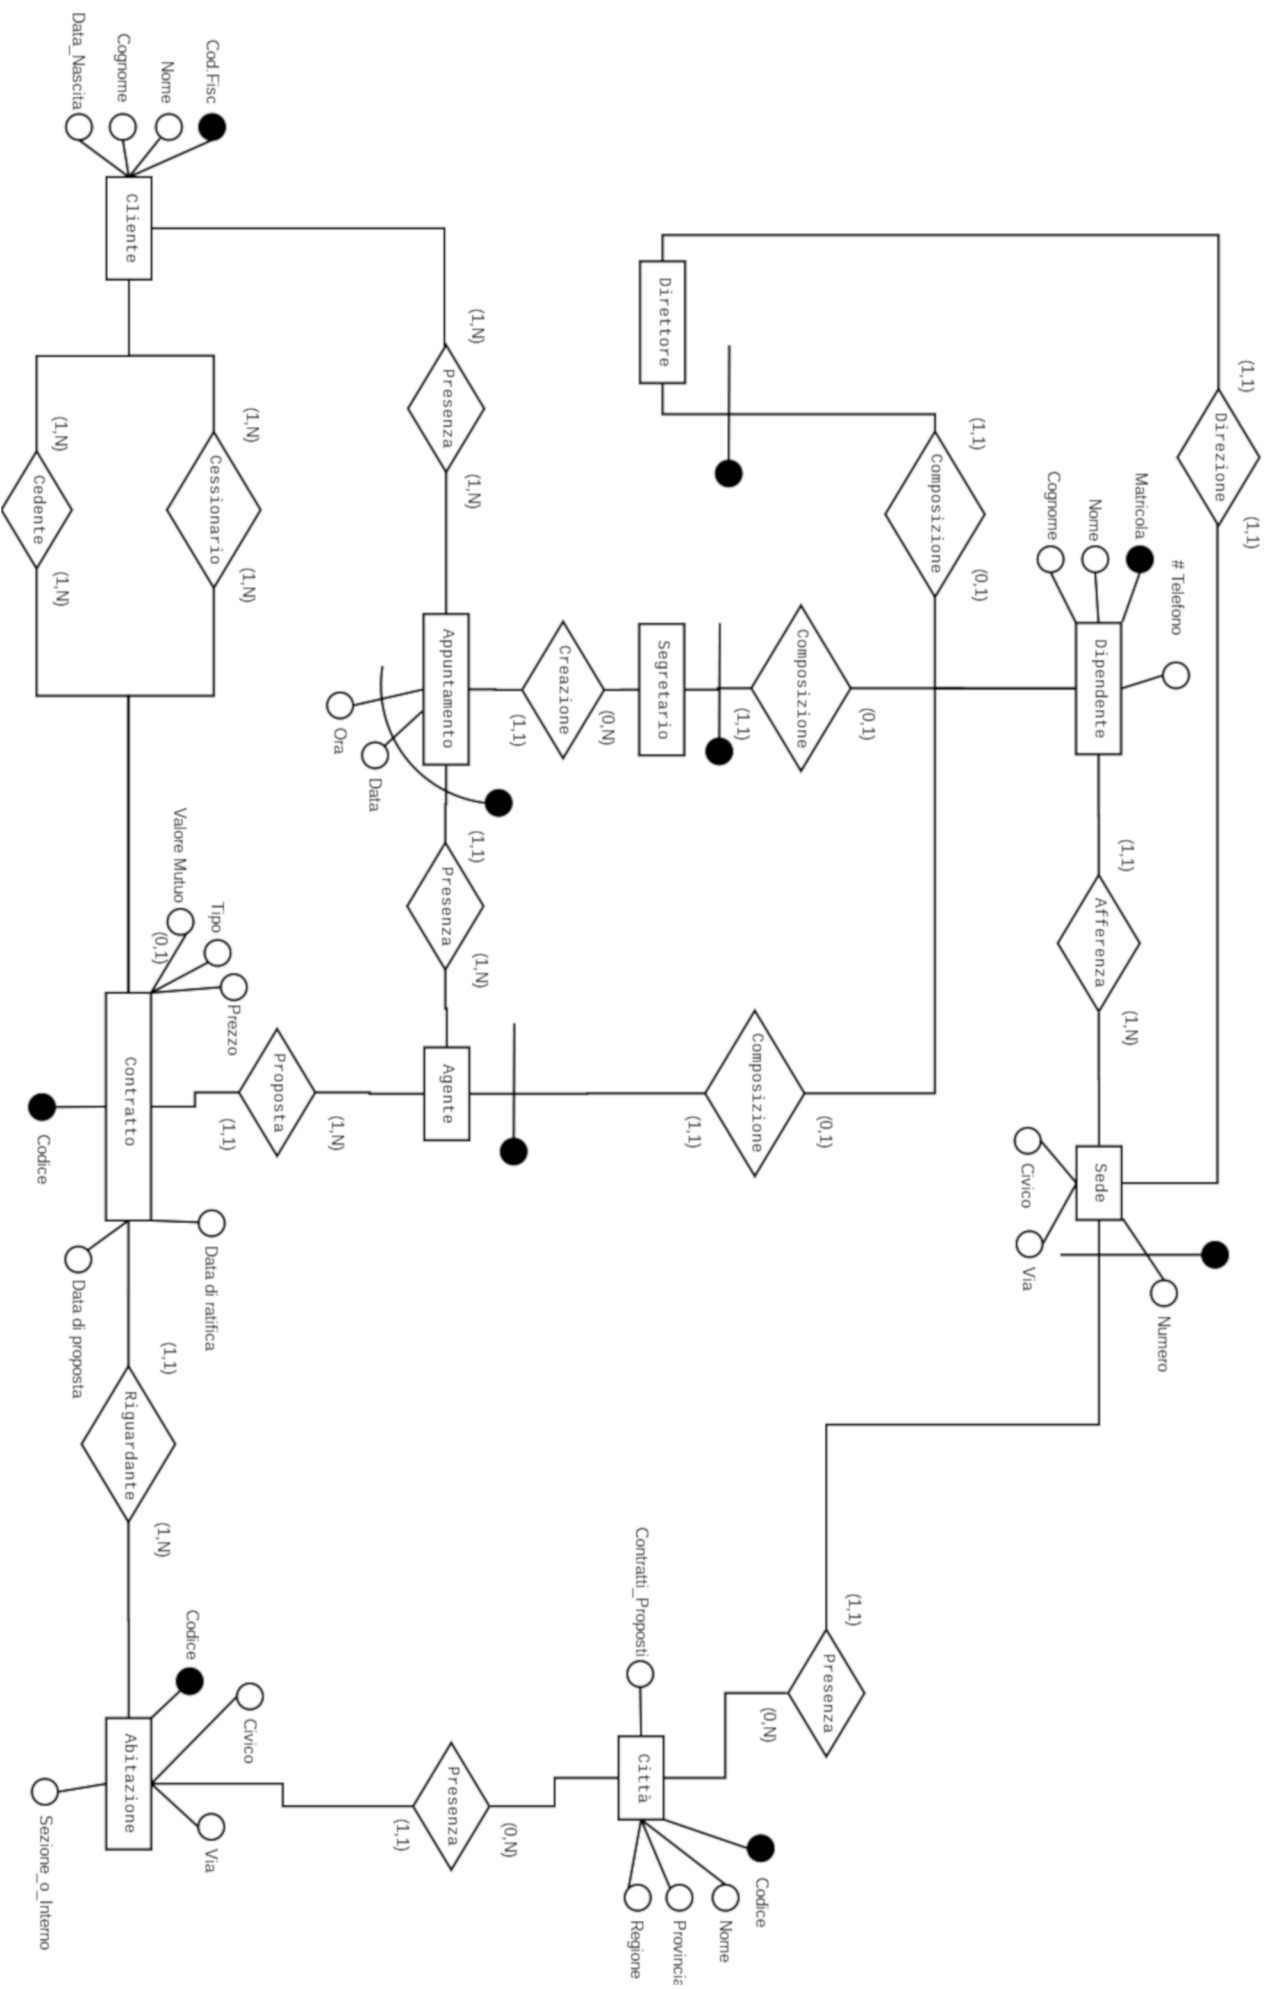 (1,1)
Direzione
(1,1)
# Telefono
Matricola
Nome
Cognome
Dipendente
(1,1)
Afferenza
(1,N)
Sede
Civico
Via
Numero
Direttore
(1,1)
Composizione
(0,1)
Segretario
(1,1)
Composizione
(0,1)
(1,1)
Composizione
(0,1)
(1,1)
Presenza
(0,N)
Contratti_Proposti
Città
Codice
Nome
Provincia
Regione
(1,N)
Presenza
(1,N)
Appuntamento
(1,1)
Creazione
(0,N)
Ora
Data
(1,1)
Presenza
(1,N)
Agente
(1,N)
Proposta
(1,1)
(0,N)
Presenza
(1,1)
Cod.Fisc
Nome
Cognome
Data_Nascita
Cliente
(1,N)
Cessionario
(1,N)
(1,N)
Cedente
(1,N)
Valore Mutuo
(0,1)
Tipo
Prezzo
Contratto
Codice
Data di ratifica
Data di proposta
(1,1)
Riguardante
(1,N)
Codice
Civico
Abitazione
Via
Sezione_o_Interno